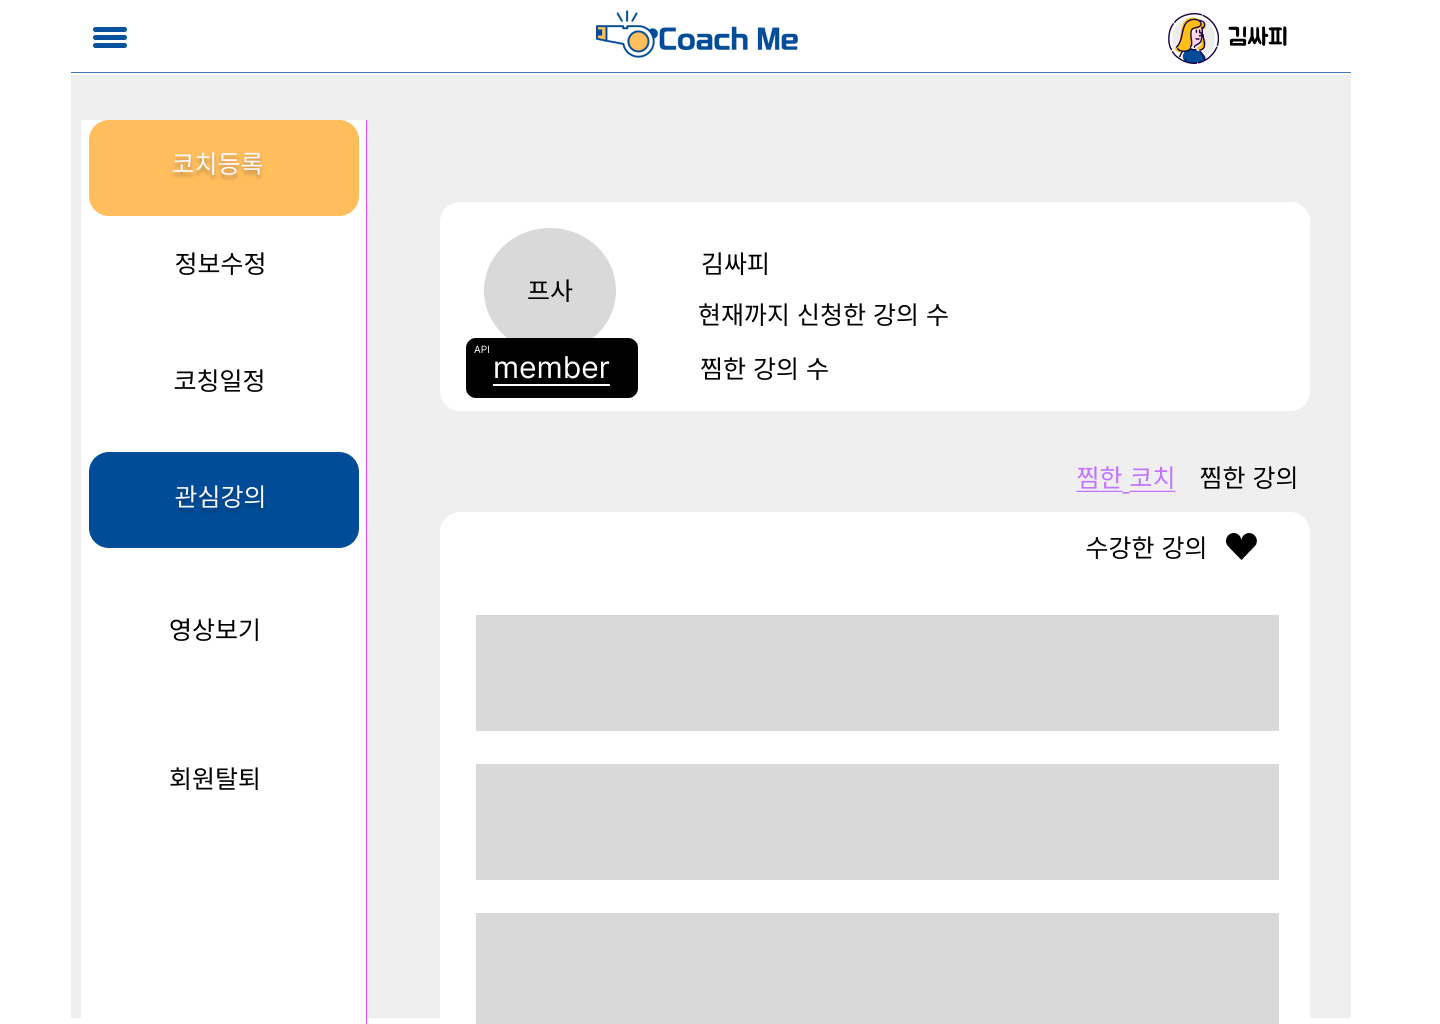 Coach Me
김싸피
코치등록
정보수정
코칭일정
관심강의
영상보기
회원탈퇴
프사
API
member
김싸피
현재까지 신청한 강의 수
찜한 강의 수
찜한 코치 찜한 강의
수강한 강의